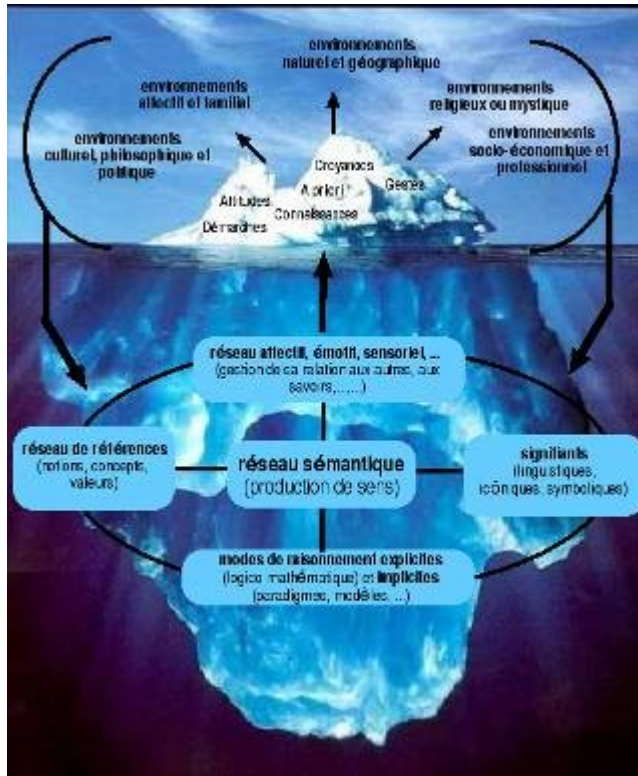 environnements
naturel et géographique
environnements
affectif et familial
environnements
religieux ou mystique
environnements
culturel, philosophique et
politique
environnements
socio-économique et
professionnel
Croyances
A priori
Gestes
Attitudes
Connaissances
Démarches
réseau affectif, émotif, sensoriel, ...
(gestion de sa relation aux autres, aux
savoirs,...,...)
réseau de références
(notions, concepts,
valeurs)
réseau sémantique
(production de sens)
signifiants
(linguistiques,
icôniques, symboliques)
modes de raisonnement explicites
(logico mathématique) et implicites
(paradigmes, modèles, ...)